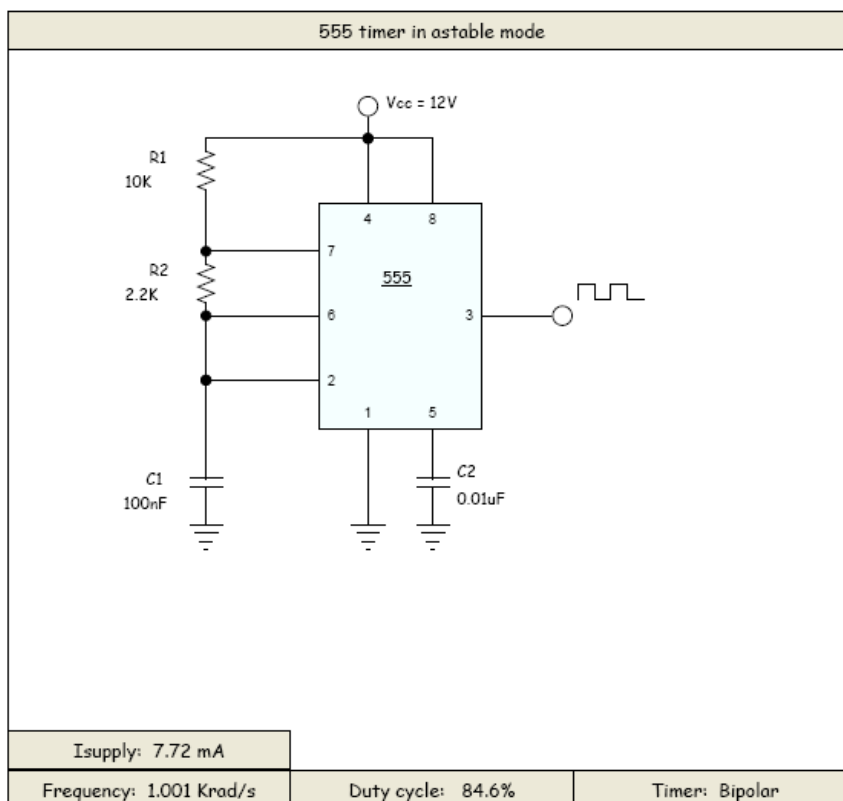 555 timer in astable mode
Vcc = 12V
R1
10K
4
8
7
R2
2.2K
555
6
3
2
1
5
C1
100nF
C2
0.01uF
Isupply: 7.72 mA
Frequency: 1.001 Krad/s
Duty cycle: 84.6%
Timer: Bipolar